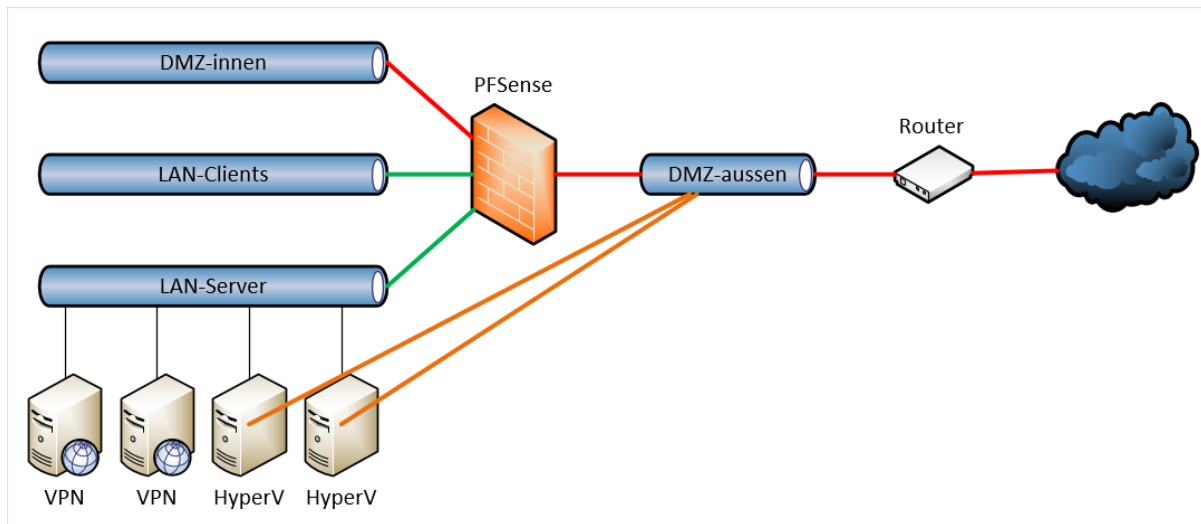 DMZ-innen
PFSense
Router
LAN-Clients
DMZ-aussen
LAN-Server
VPN
VPN
HyperV
HyperV